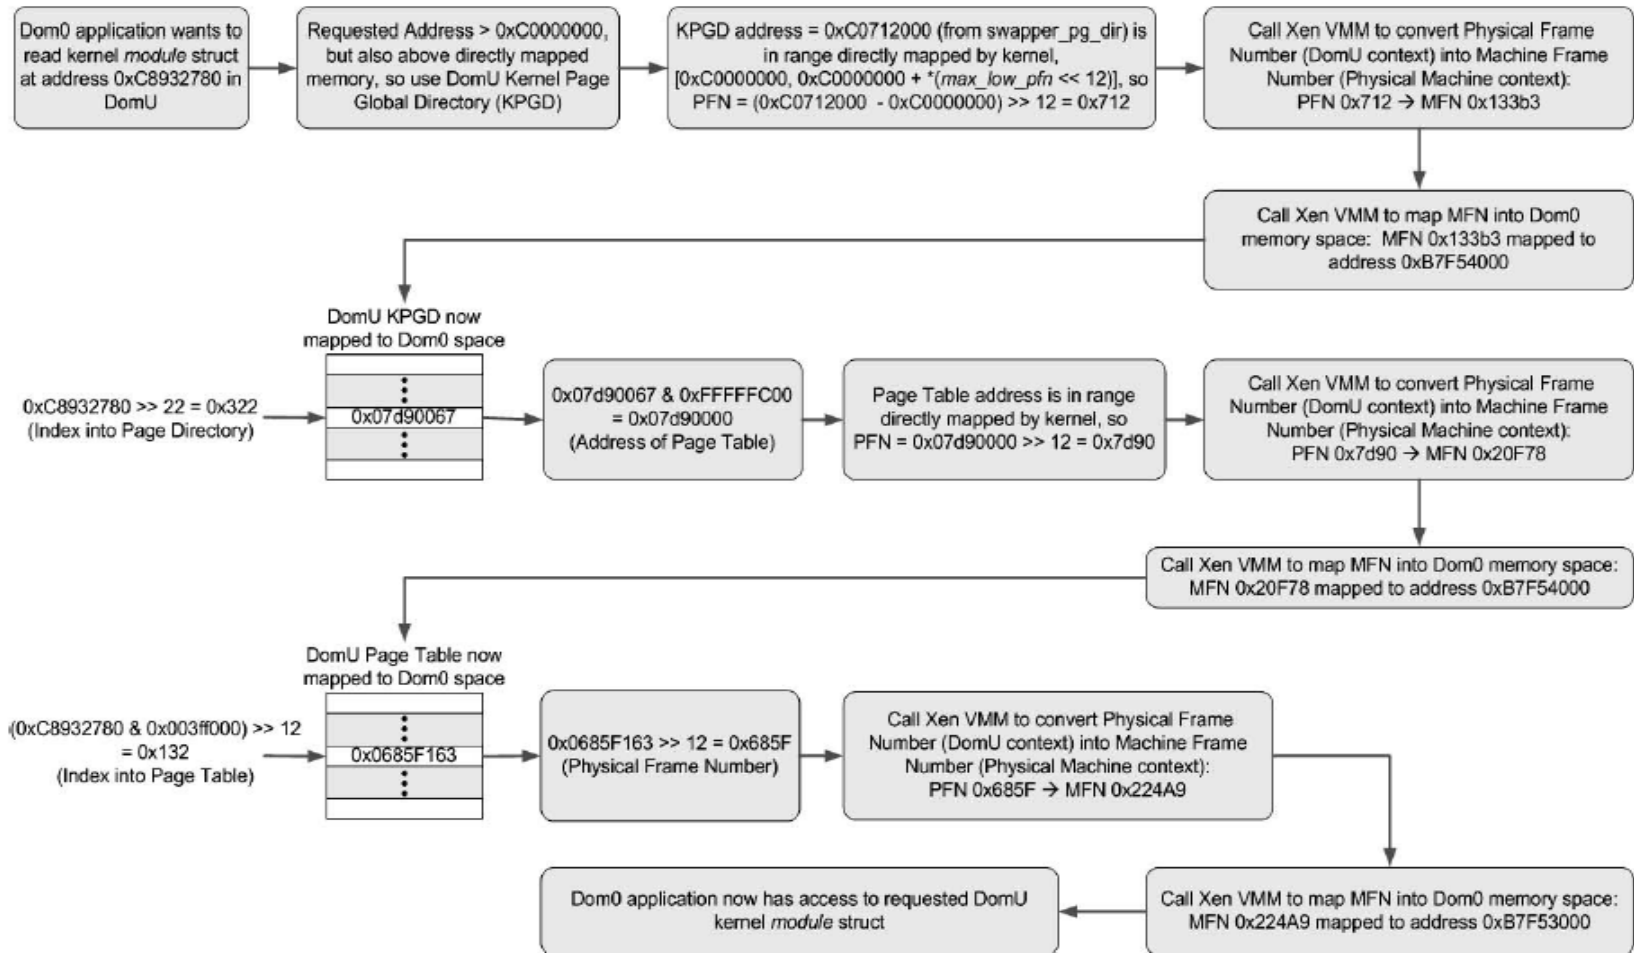 Dom0 application wants to
read kernel module struct
at address 0xC8932780 in
DomU
Requested Address > 0xC0000000,
but also above directly mapped
memory, so use DomU Kernel Page
Global Directory (KPGD)
KPGD address = 0xC0712000 (from swapper_pg_dir) is
in range directly mapped by kernel,
[0xC0000000, 0xC0000000 + *(max_low_pfn << 12)], so
PFN = (0xC0712000 - 0xC0000000) >> 12 = 0x712
Call Xen VMM to convert Physical Frame
Number (DomU context) into Machine Frame
Number (Physical Machine context):
PFN 0x712 → MFN 0x133b3
Call Xen VMM to map MFN into Dom0
memory space: MFN 0x133b3 mapped to
address 0xB7F54000
DomU KPGD now
mapped to Dom0 space
0xC8932780 >> 22 = 0x322
(Index into Page Directory)
0x07d90067
0x07d90067 & 0xFFFFFC00
= 0x07d90000
(Address of Page Table)
Page Table address is in range
directly mapped by kernel, so
PFN = 0x07d90000 >> 12 = 0x7d90
Call Xen VMM to convert Physical Frame
Number (DomU context) into Machine Frame
Number (Physical Machine context):
PFN 0x7d90 → MFN 0x20F78
Call Xen VMM to map MFN into Dom0 memory space:
MFN 0x20F78 mapped to address 0xB7F54000
DomU Page Table now
mapped to Dom0 space
(0xC8932780 & 0x003ff000) >> 12
= 0x132
(Index into Page Table)
0x0685F163
0x0685F163 >> 12 = 0x685F
(Physical Frame Number)
Call Xen VMM to convert Physical Frame
Number (DomU context) into Machine Frame
Number (Physical Machine context):
PFN 0x685F → MFN 0x224A9
Call Xen VMM to map MFN into Dom0 memory space:
MFN 0x224A9 mapped to address 0xB7F53000
Dom0 application now has access to requested DomU
kernel module struct